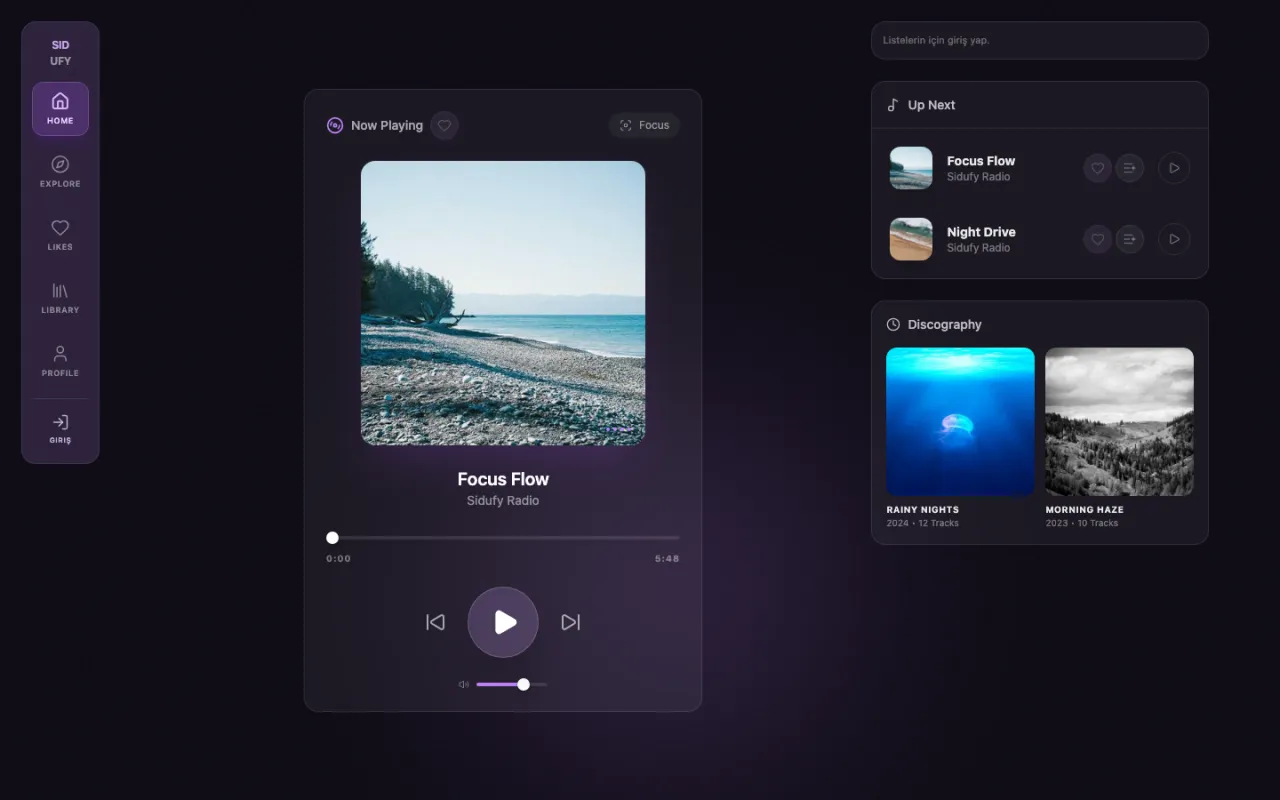 SID
UFY
HOME
EXPLORE
LIKES
LIBRARY
PROFILE
GIRIŞ
Now Playing
Focus
Focus Flow
Sidufy Radio
0:00
5:48
Listelerin için giriş yap.
Up Next
Focus Flow
Sidufy Radio
Night Drive
Sidufy Radio
Discography
RAINY NIGHTS
2024 • 12 Tracks
MORNING HAZE
2023 • 10 Tracks